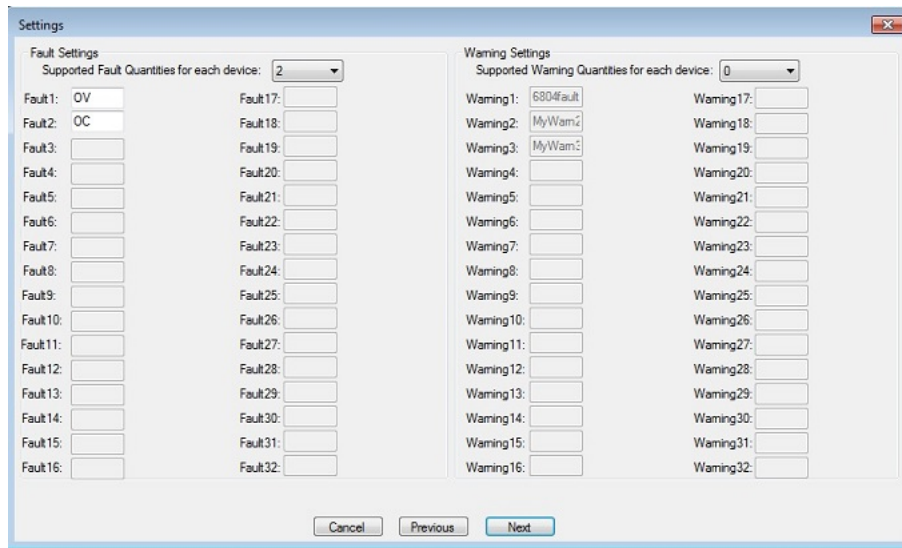 Settings
Fault Settings
Supported Fault Quantities for each device: 2
Fault1: OV
Fault2: OC
Fault3:
Fault4:
Fault5:
Fault6:
Fault7:
Fault8:
Fault9:
Fault10:
Fault11:
Fault12:
Fault13:
Fault14:
Fault15:
Fault16:
Fault17:
Fault18:
Fault19:
Fault20:
Fault21:
Fault22:
Fault23:
Fault24:
Fault25:
Fault26:
Fault27:
Fault28:
Fault29:
Fault30:
Fault31:
Fault32:
Warning Settings
Supported Warning Quantities for each device: 0
Warning1: 6804fault
Warning2: MyWarn2
Warning3: MyWarn3
Warning4:
Warning5:
Warning6:
Warning7:
Warning8:
Warning9:
Warning10:
Warning11:
Warning12:
Warning13:
Warning14:
Warning15:
Warning16:
Warning17:
Warning18:
Warning19:
Warning20:
Warning21:
Warning22:
Warning23:
Warning24:
Warning25:
Warning26:
Warning27:
Warning28:
Warning29:
Warning30:
Warning31:
Warning32:
Cancel Previous Next